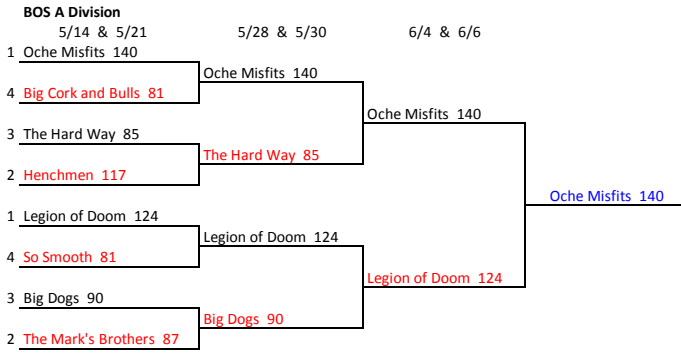 BOS A Division
5/14 & 5/21
5/28 & 5/30
6/4 & 6/6
1 Oche Misfits 140
Oche Misfits 140
4 Big Cork and Bulls 81
Oche Misfits 140
3 The Hard Way 85
The Hard Way 85
2 Henchmen 117
Oche Misfits 140
1 Legion of Doom 124
Legion of Doom 124
4 So Smooth 81
Legion of Doom 124
3 Big Dogs 90
Big Dogs 90
2 The Mark's Brothers 87